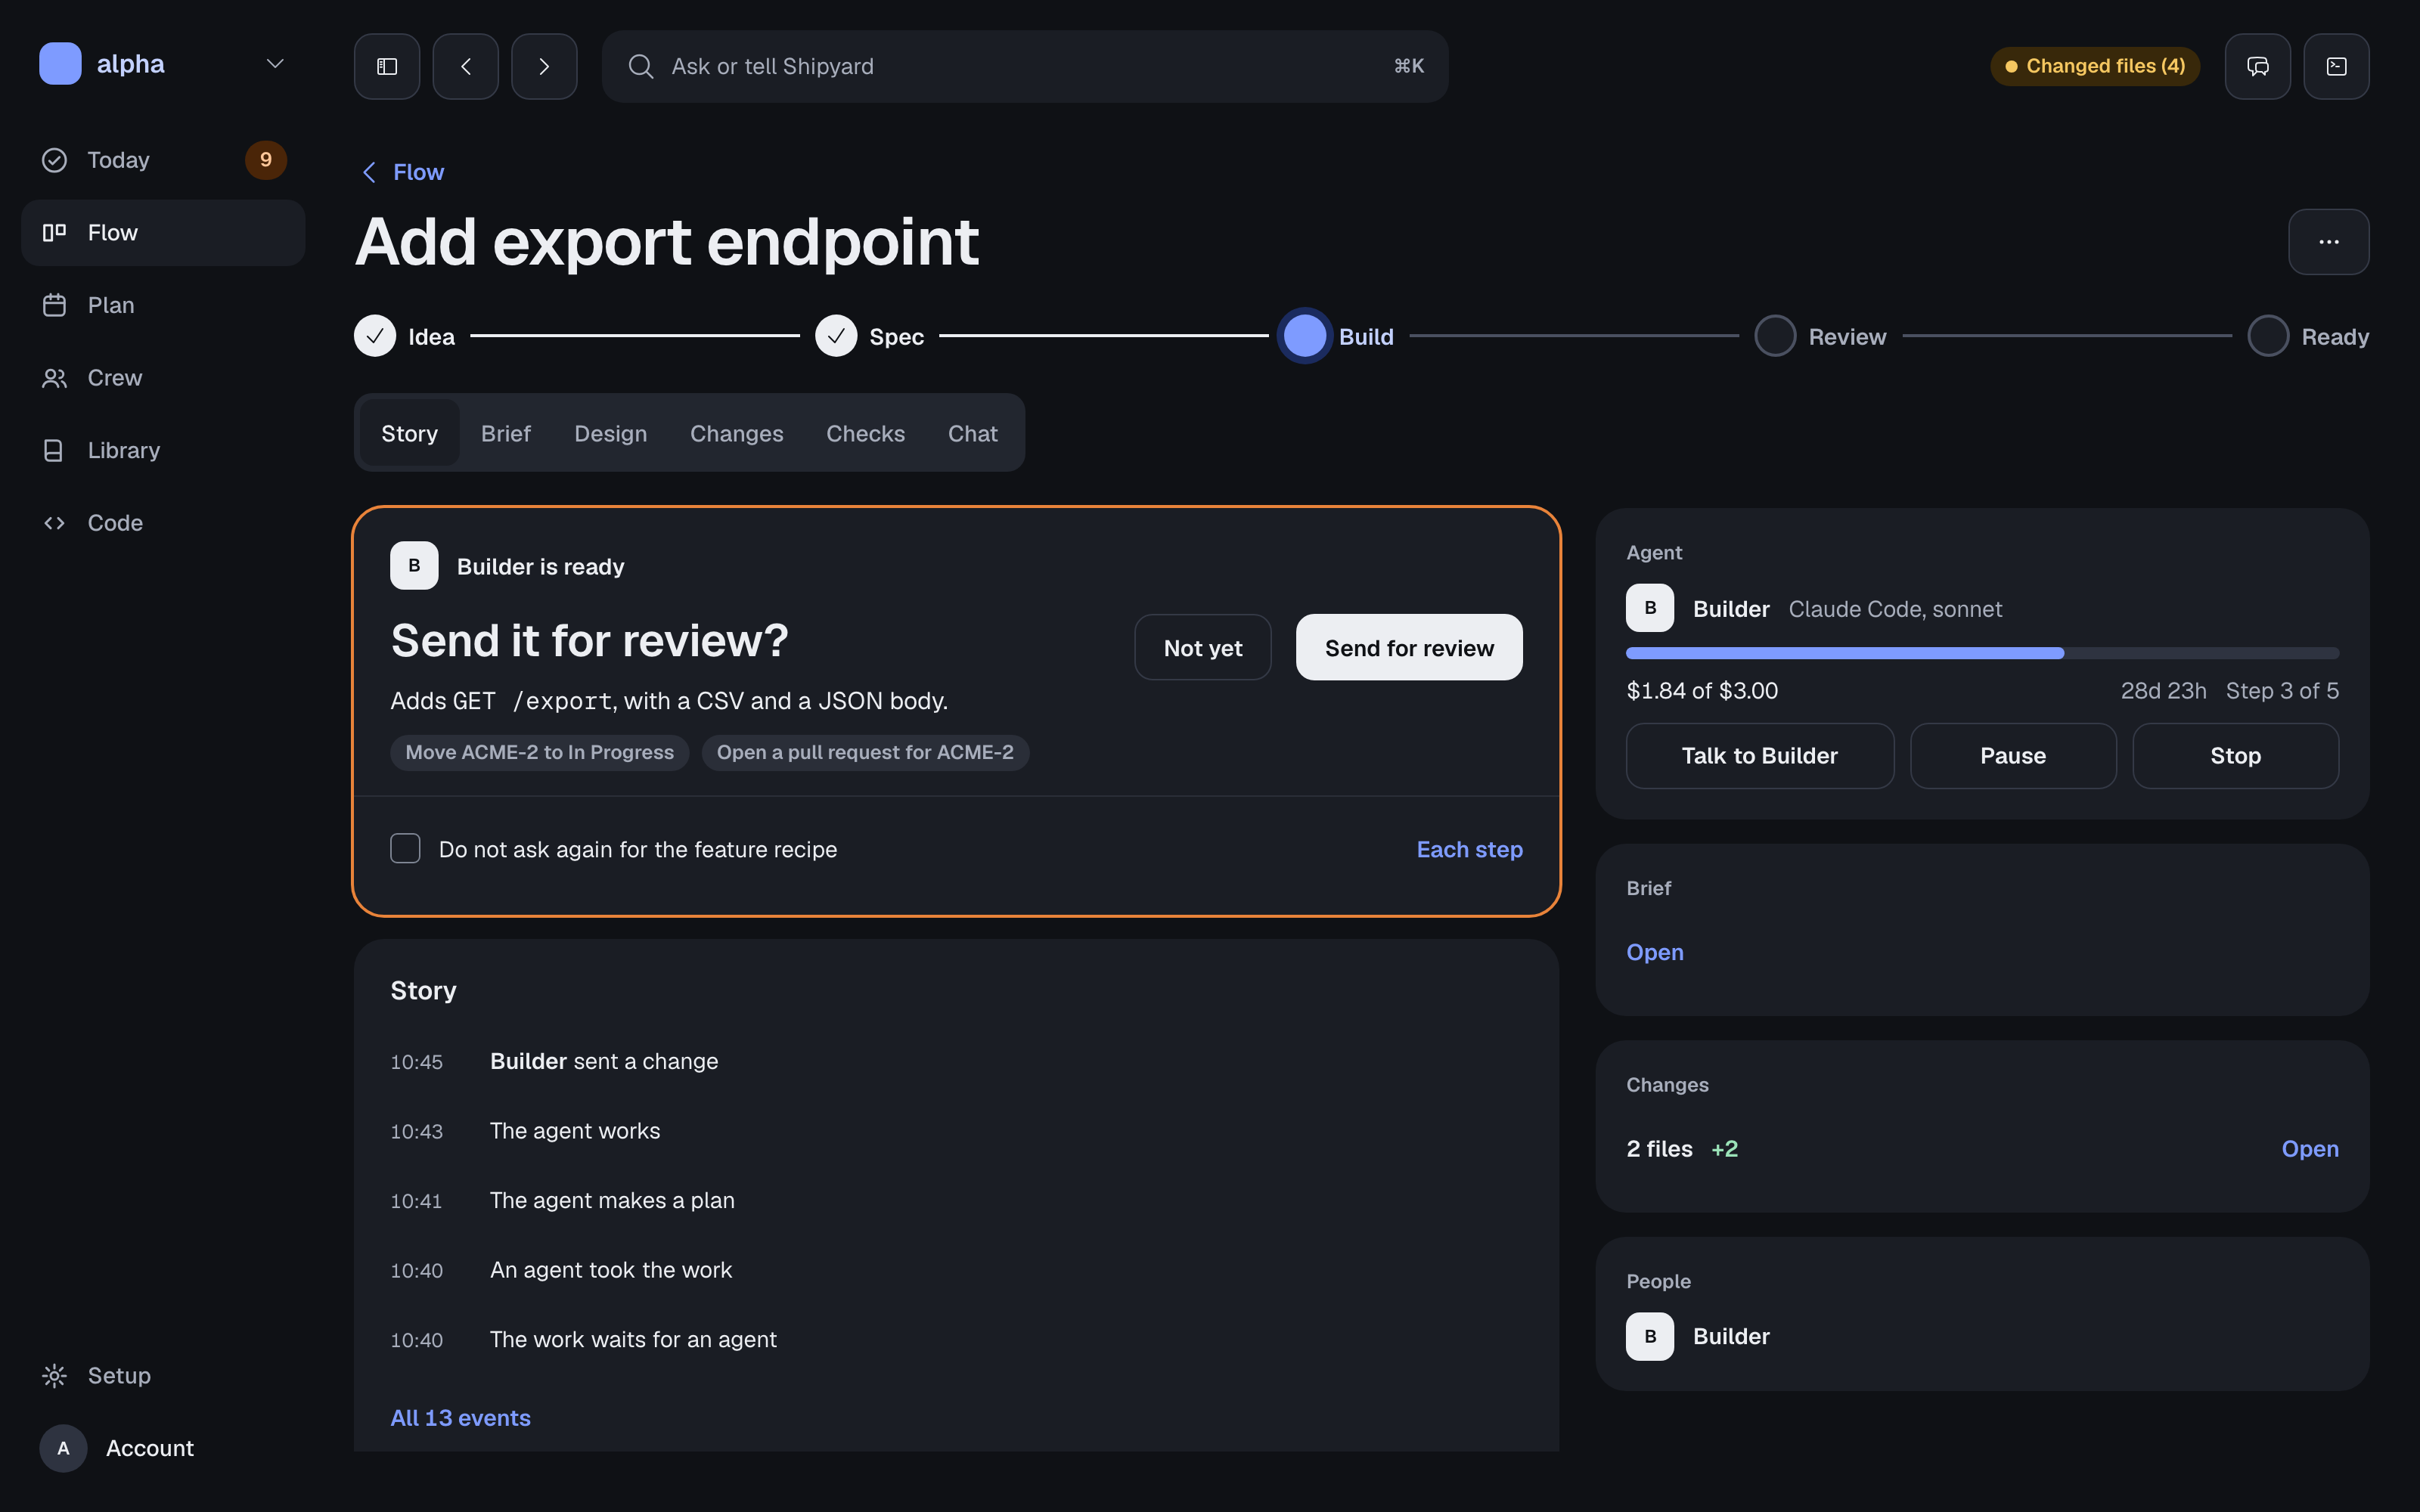 alpha
Ask or tell Shipyard ⌘K
Changed files (4)
Today 9
Flow
Plan
Crew
Library
Code
Setup
A Account
Flow
Add export endpoint
Idea
Spec
Build
Review
Ready
Story Brief Design Changes Checks Chat
B Builder is ready
Send it for review?
Not yet
Send for review
Adds GET /export, with a CSV and a JSON body.
Move ACME-2 to In Progress
Open a pull request for ACME-2
Do not ask again for the feature recipe
Each step
Story
10:45 Builder sent a change
10:43 The agent works
10:41 The agent makes a plan
10:40 An agent took the work
10:40 The work waits for an agent
All 13 events
Agent
B Builder Claude Code, sonnet
$1.84 of $3.00 28d 23h Step 3 of 5
Talk to Builder
Pause
Stop
Brief
Open
Changes
2 files +2 Open
People
B Builder